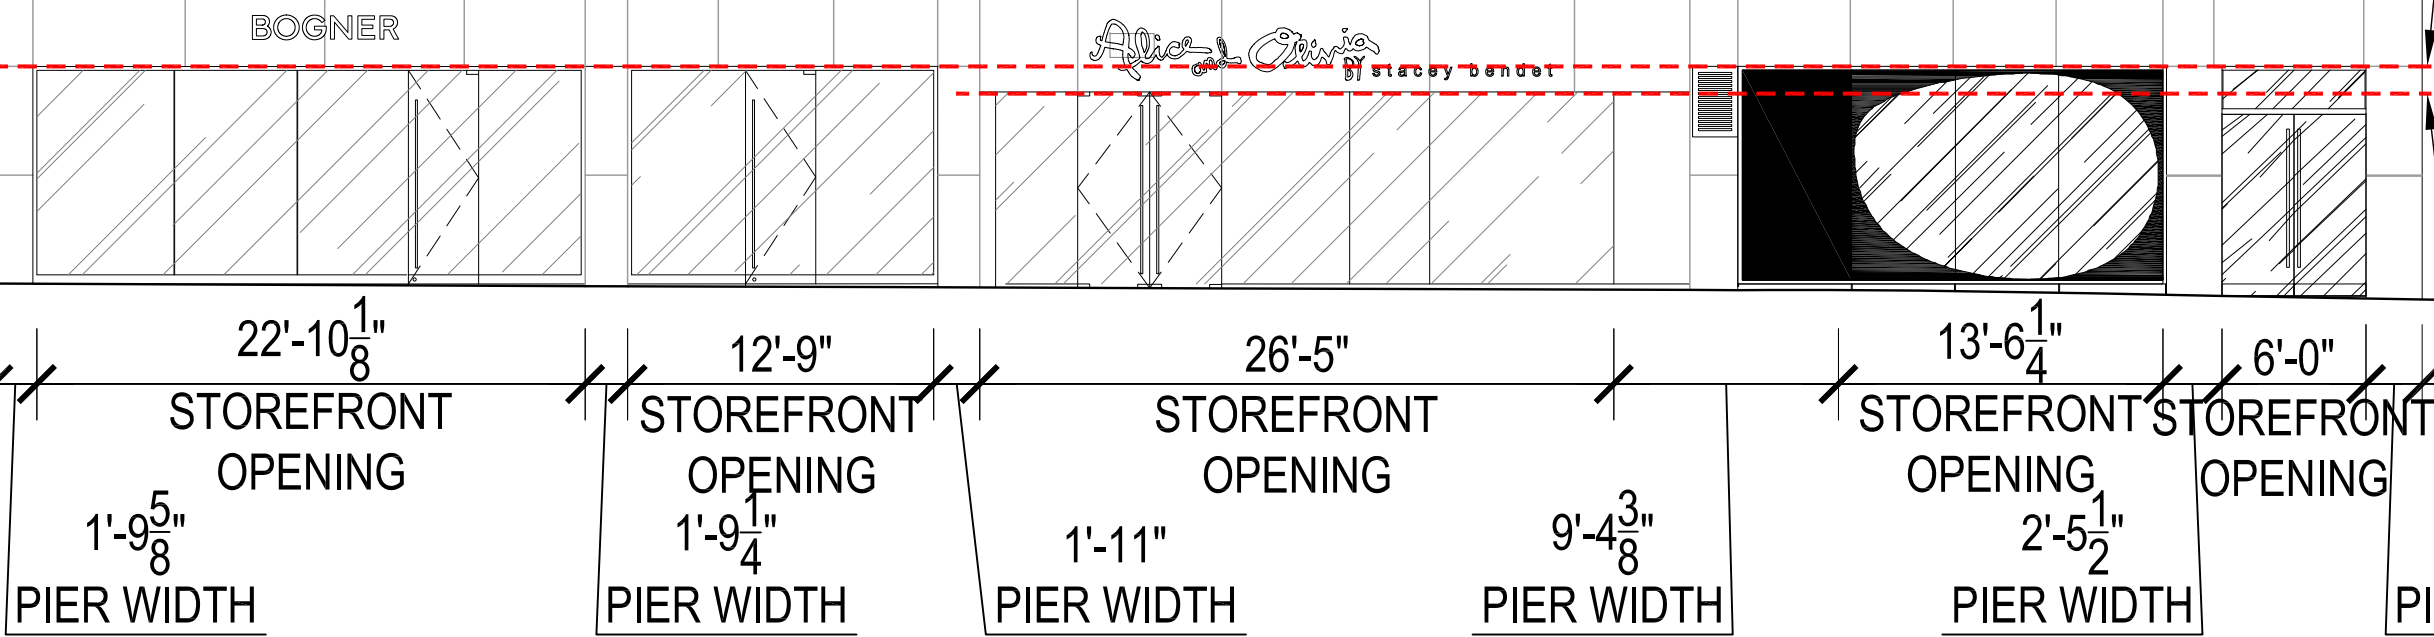 BOGNER
Alice and Olivia
BY stacey bendet
22'-10 1/8"
STOREFRONT
OPENING
12'-9"
STOREFRONT
OPENING
26'-5"
STOREFRONT
OPENING
13'-6 1/4"
STOREFRONT
OPENING
6'-0"
STOREFRONT
OPENING
1'-9 5/8"
PIER WIDTH
1'-9 1/4"
PIER WIDTH
1'-11"
PIER WIDTH
9'-4 3/8"
PIER WIDTH
2'-5 1/2"
PIER WIDTH
PI